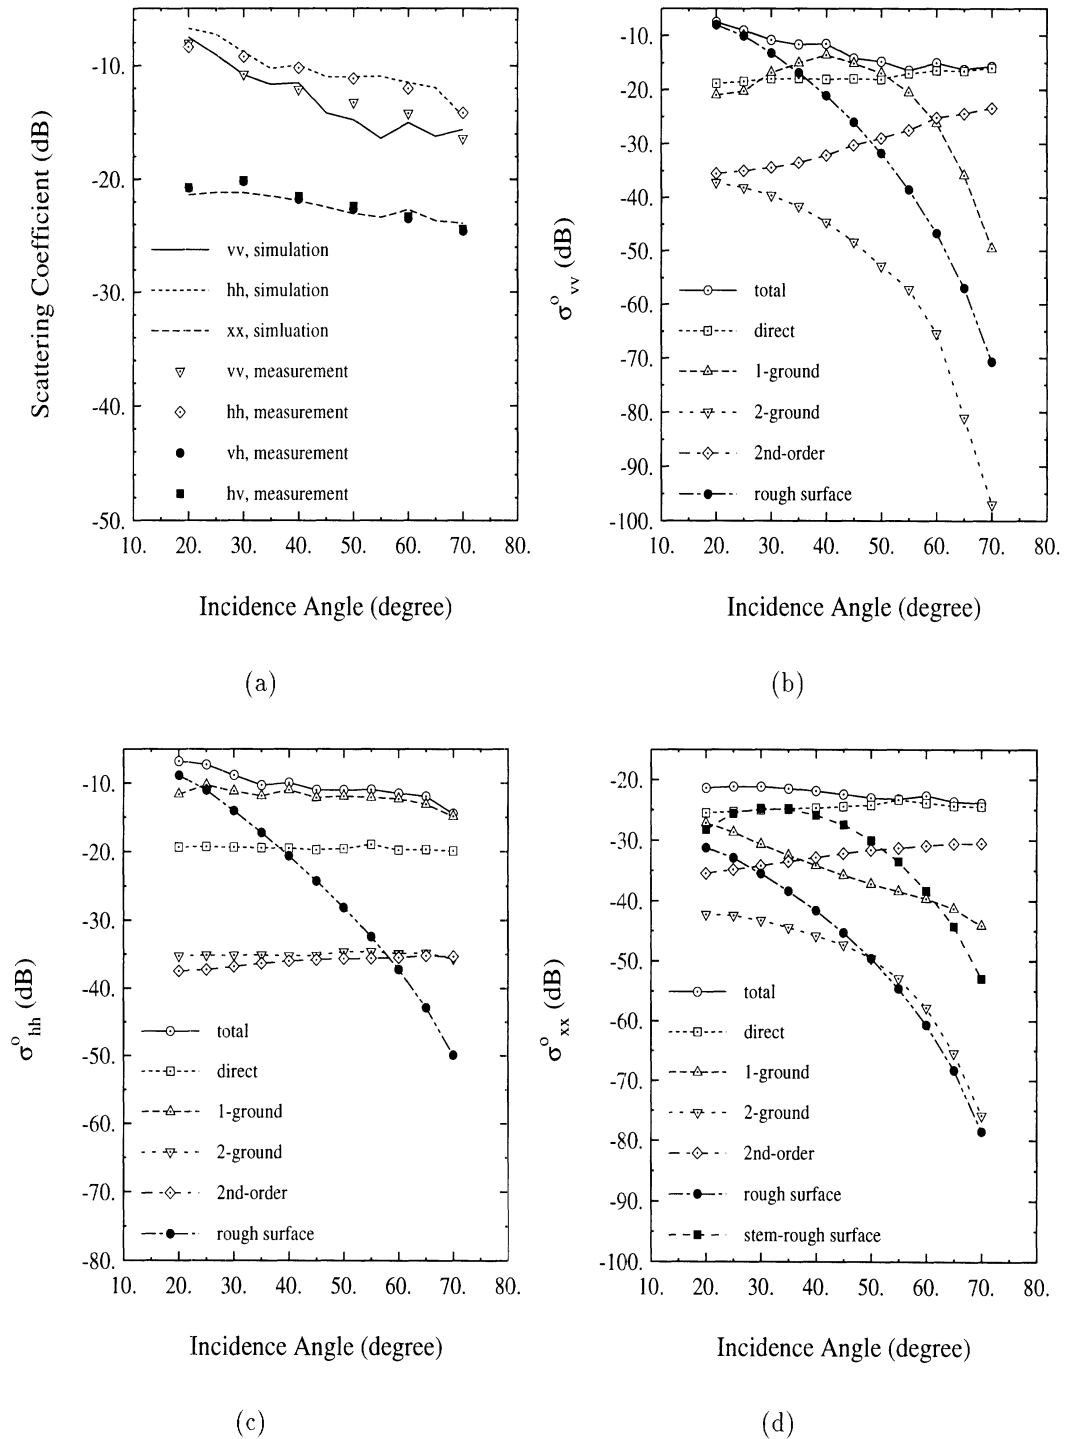 Scattering Coefficient (dB)
-10.
-20.
-30.
-40.
-50.
vv, simulation
hh, simulation
xx, simluation
vv, measurement
hh, measurement
vh, measurement
hv, measurement
10. 20. 30. 40. 50. 60. 70. 80.
Incidence Angle (degree)
(a)
σ°vv (dB)
-10.
-20.
-30.
-40.
-50.
-60.
-70.
-80.
-90.
-100.
total
direct
1-ground
2-ground
2nd-order
rough surface
10. 20. 30. 40. 50. 60. 70. 80.
Incidence Angle (degree)
(b)
σ°hh (dB)
-10.
-20.
-30.
-40.
-50.
-60.
-70.
-80.
total
direct
1-ground
2-ground
2nd-order
rough surface
10. 20. 30. 40. 50. 60. 70. 80.
Incidence Angle (degree)
(c)
σ°xx (dB)
-20.
-30.
-40.
-50.
-60.
-70.
-80.
-90.
-100.
total
direct
1-ground
2-ground
2nd-order
rough surface
stem-rough surface
10. 20. 30. 40. 50. 60. 70. 80.
Incidence Angle (degree)
(d)